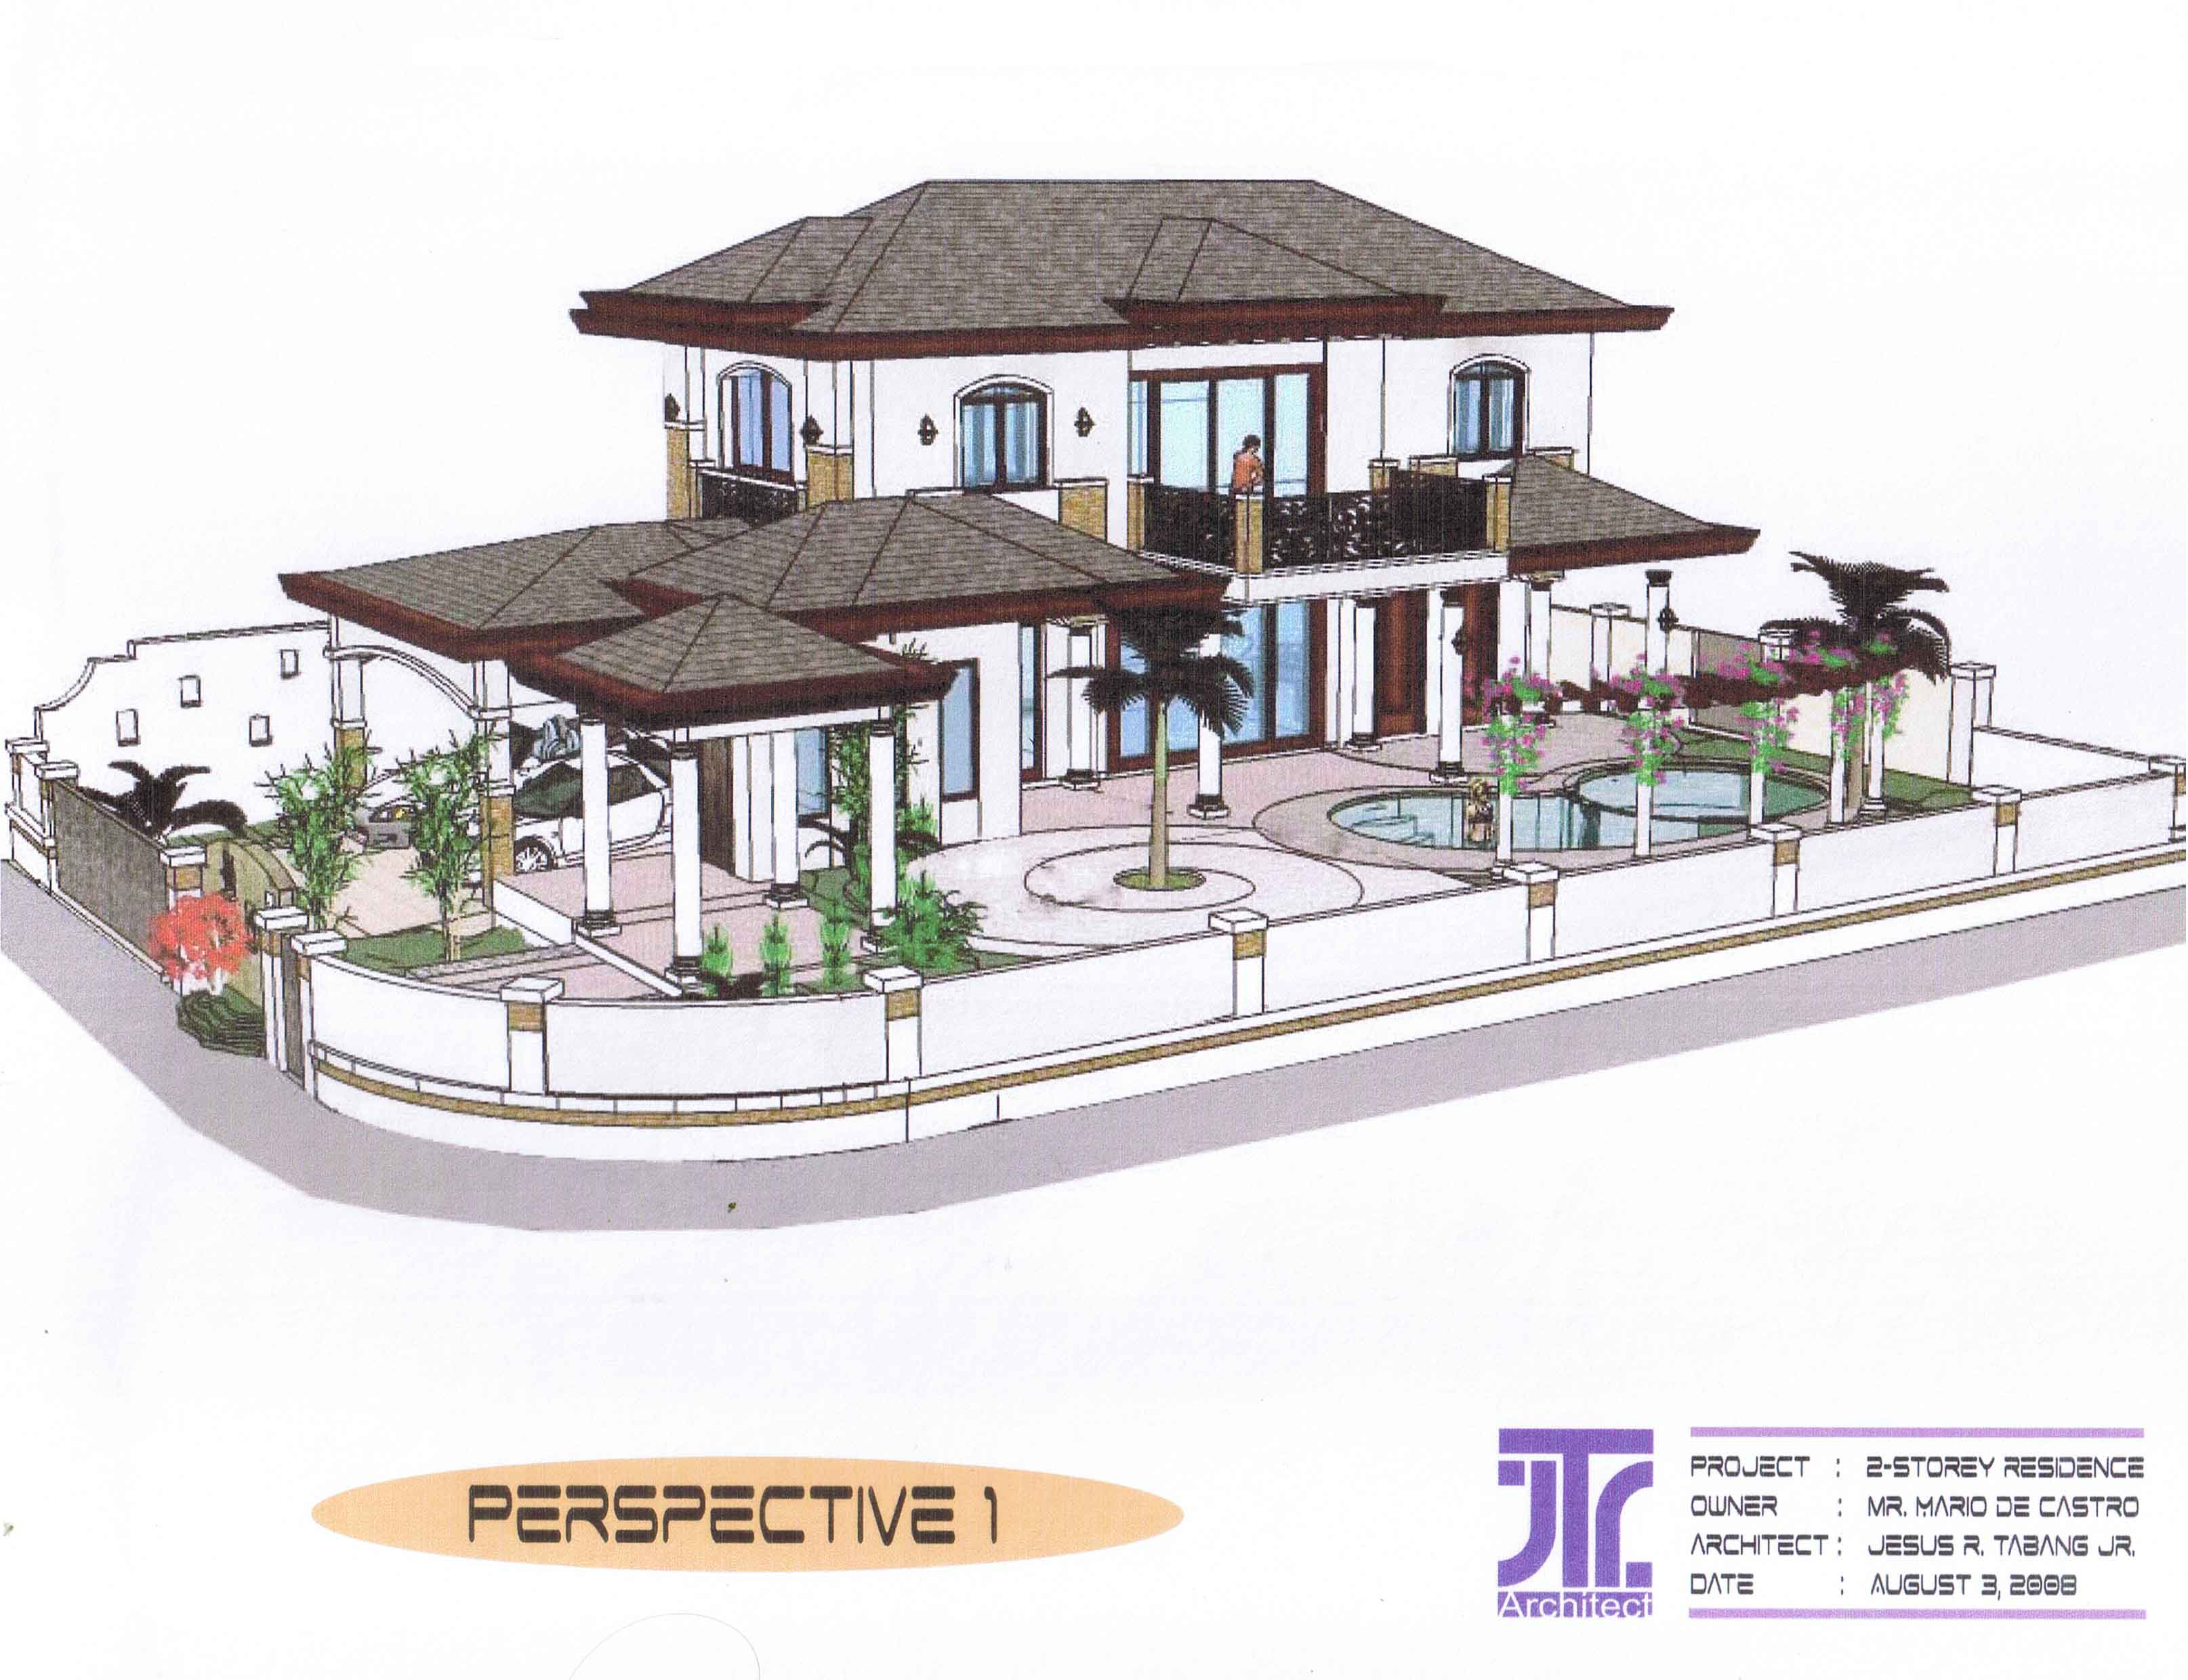 PERSPECTIVE 1
JTR.
Architect
PROJECT : 2-STOREY RESIDENCE
OWNER : MR. MARIO DE CASTRO
ARCHITECT : JESUS R. TABANG JR.
DATE : AUGUST 3, 2008